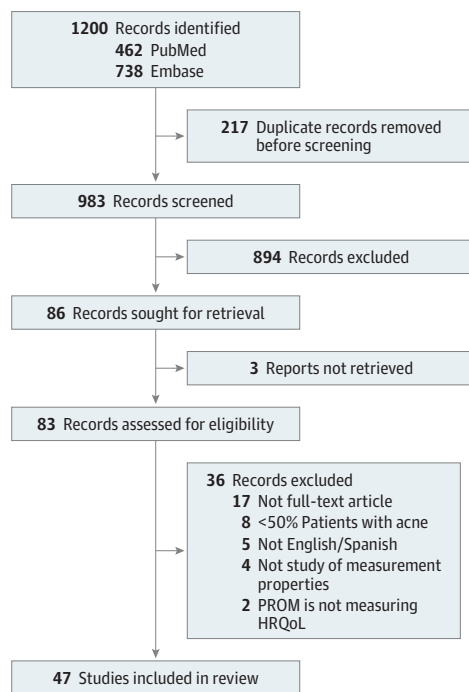 1200 Records identified
462 PubMed
738 Embase
217 Duplicate records removed
before screening
983 Records screened
894 Records excluded
86 Records sought for retrieval
3 Reports not retrieved
83 Records assessed for eligibility
36 Records excluded
17 Not full-text article
8 <50% Patients with acne
5 Not English/Spanish
4 Not study of measurement
properties
2 PROM is not measuring
HRQoL
47 Studies included in review